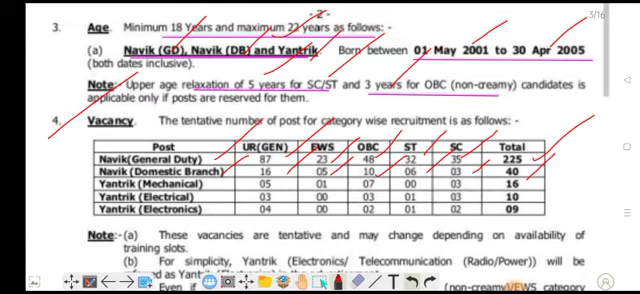 - 2 -
3/16
3. Age. Minimum 18 Years and maximum 22 years as follows: -
(a) Navik (GD), Navik (DB) and Yantrik. Born between 01 May 2001 to 30 Apr 2005
(both dates inclusive).
Note:- Upper age relaxation of 5 years for SC/ST and 3 years for OBC (non-creamy) candidates is
applicable only if posts are reserved for them.
4. Vacancy. The tentative number of post for category wise recruitment is as follows: -
Post UR(GEN) EWS OBC ST SC Total
Navik(General Duty) 87 23 48 32 35 225
Navik (Domestic Branch) 16 05 10 06 03 40
Yantrik (Mechanical) 05 01 07 00 03 16
Yantrik (Electrical) 03 00 03 01 03 10
Yantrik (Electronics) 04 00 02 01 02 09
Note:-(a) These vacancies are tentative and may change depending on availability of
training slots.
(b) For simplicity, Yantrik (Electronics/ Telecommunication (Radio/Power)) will be
as Yant
Even if (non-creamy)/EWS category